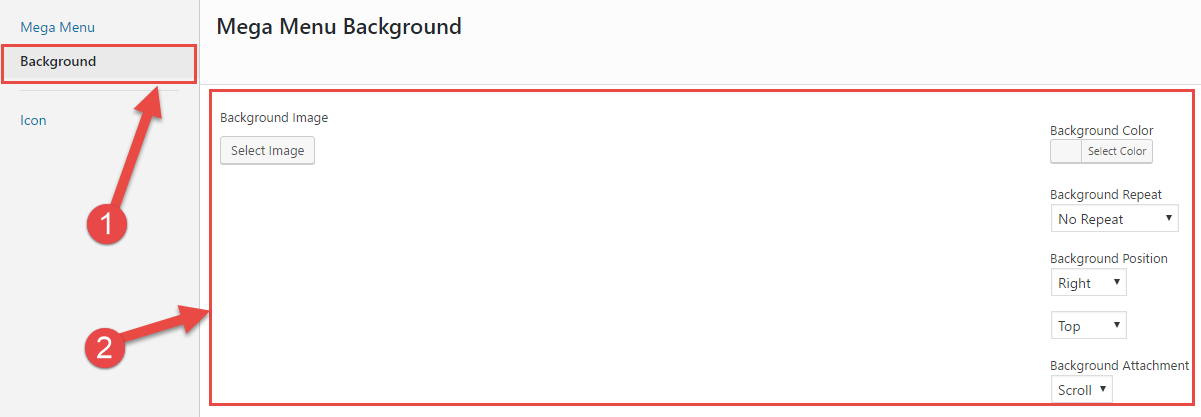 Mega Menu
Background
Icon
1
2
Mega Menu Background
Background Image
Select Image
Background Color
Select Color
Background Repeat
No Repeat
Background Position
Right
Top
Background Attachment
Scroll